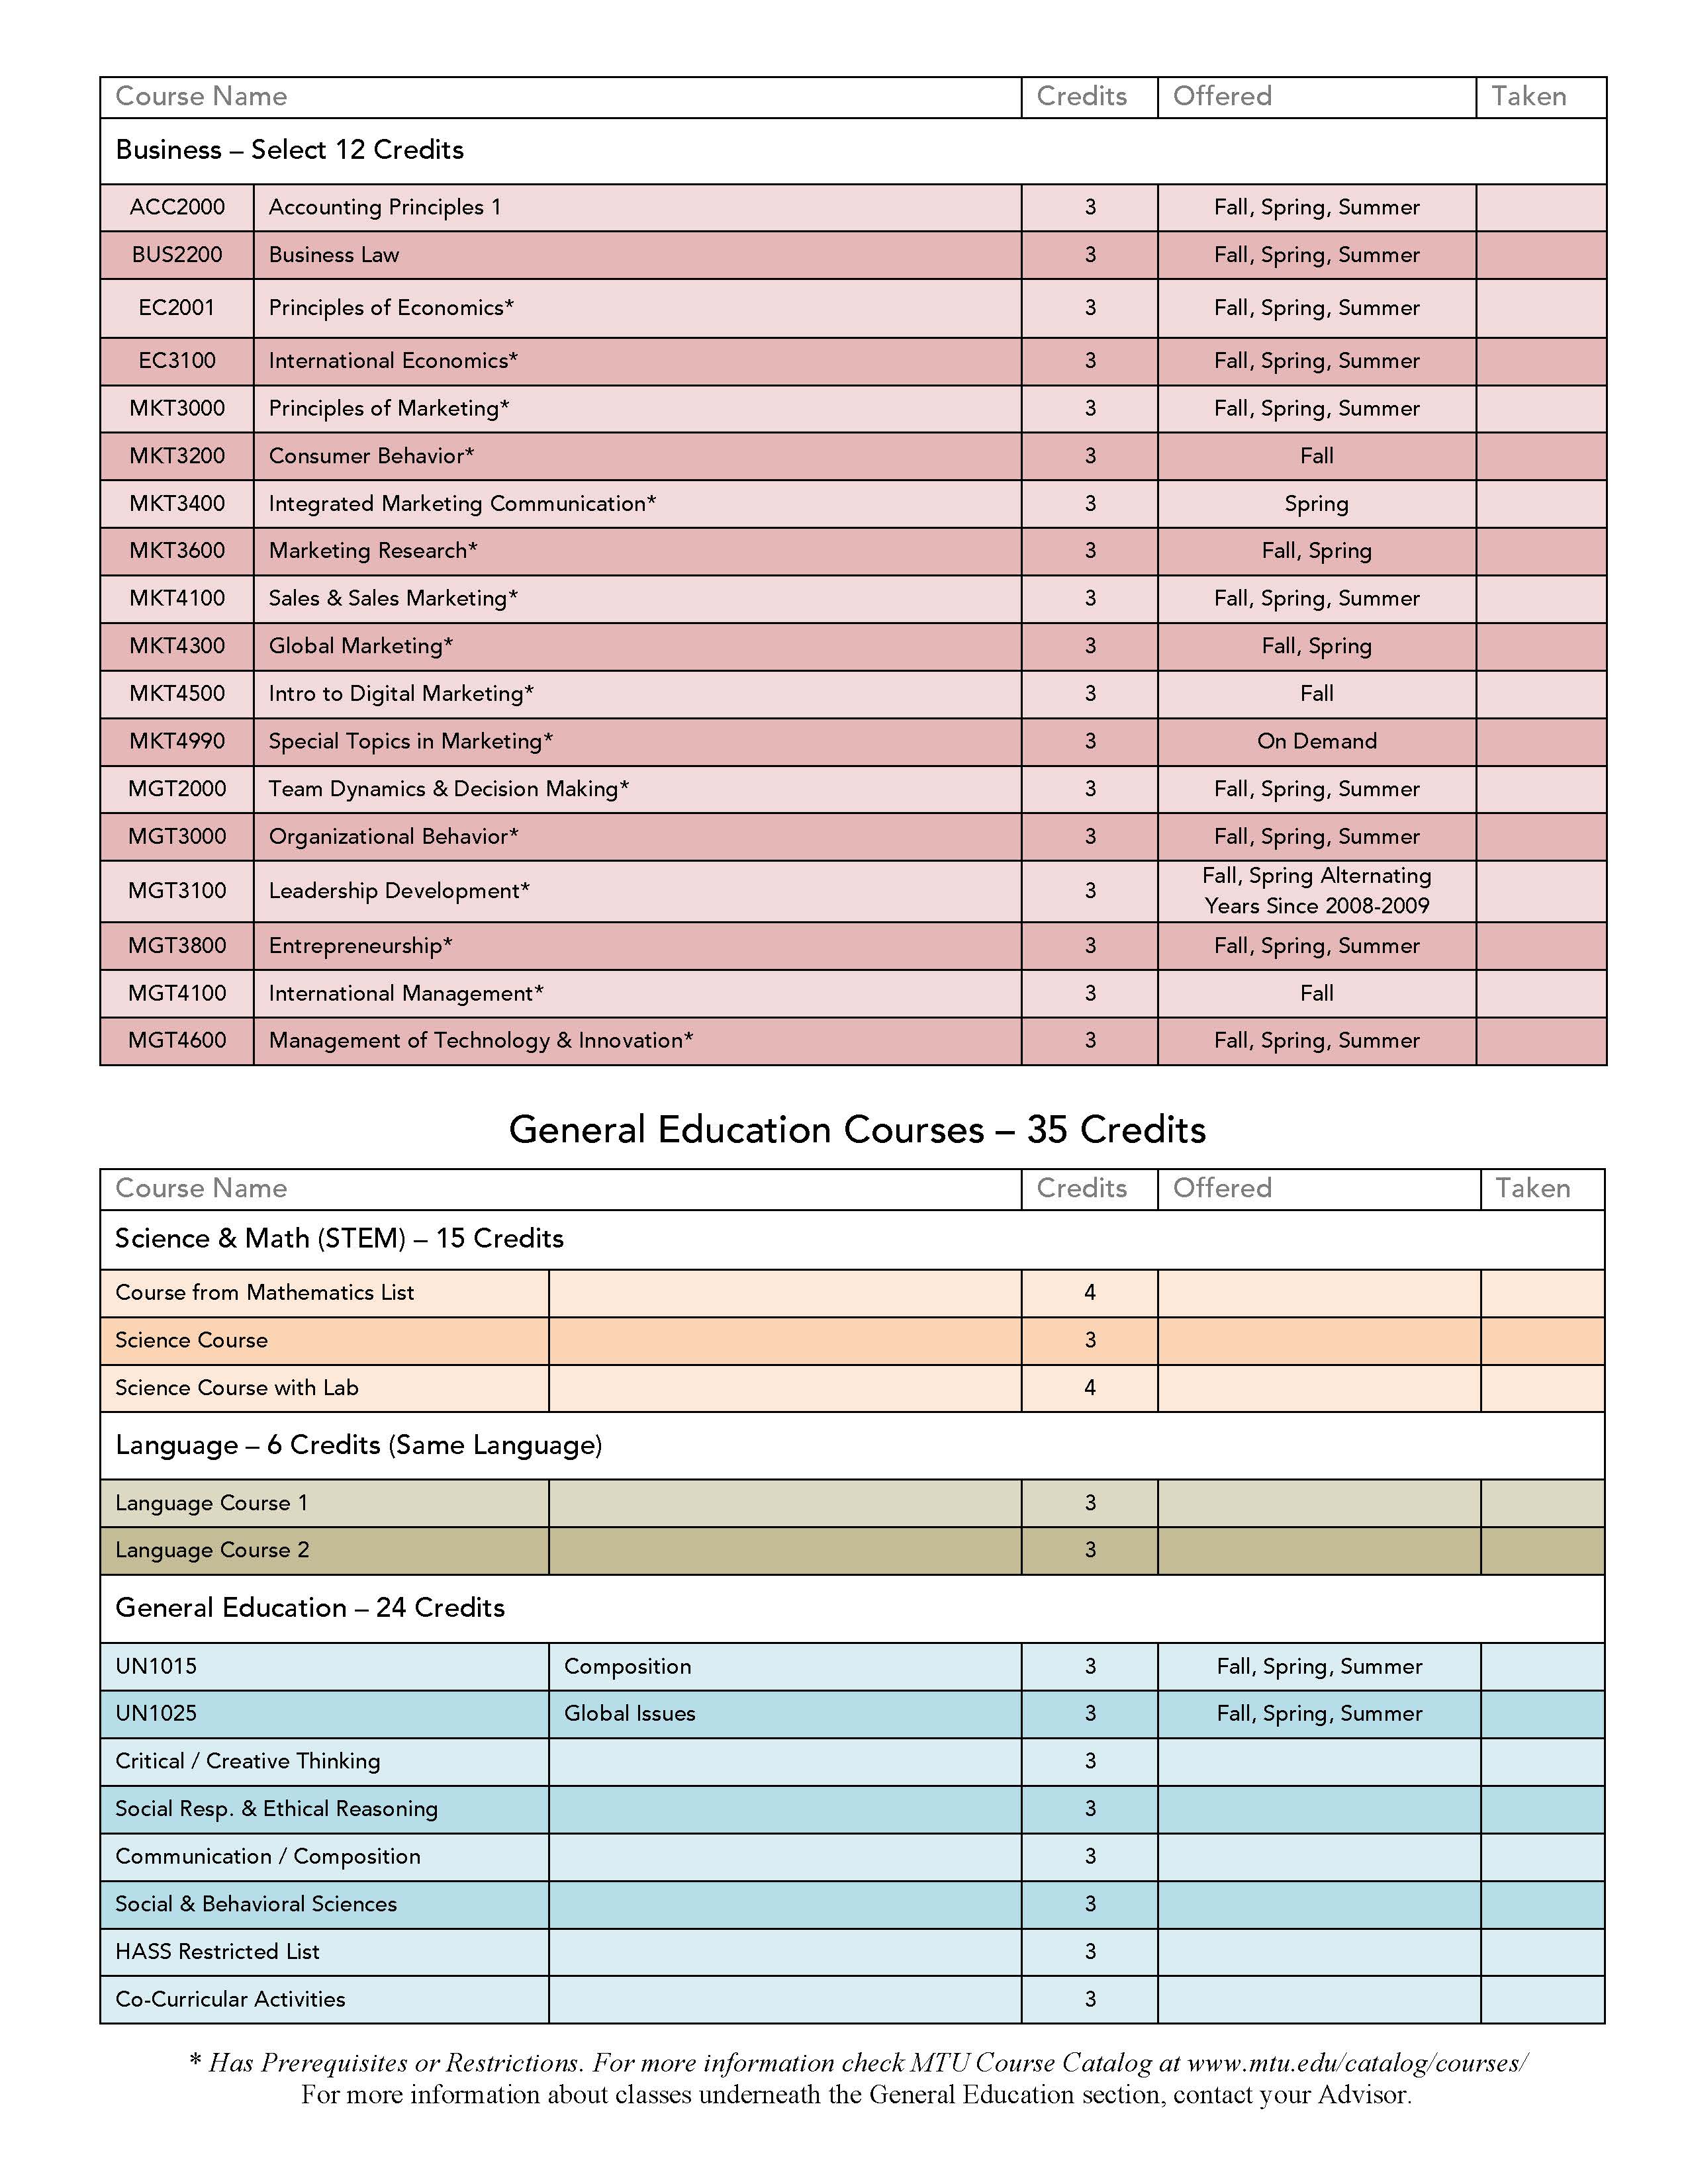 Course Name Credits Offered Taken
Business – Select 12 Credits
ACC2000 Accounting Principles 1 3 Fall, Spring, Summer
BUS2200 Business Law 3 Fall, Spring, Summer
EC2001 Principles of Economics* 3 Fall, Spring, Summer
EC3100 International Economics* 3 Fall, Spring, Summer
MKT3000 Principles of Marketing* 3 Fall, Spring, Summer
MKT3200 Consumer Behavior* 3 Fall
MKT3400 Integrated Marketing Communication* 3 Spring
MKT3600 Marketing Research* 3 Fall, Spring
MKT4100 Sales & Sales Marketing* 3 Fall, Spring, Summer
MKT4300 Global Marketing* 3 Fall, Spring
MKT4500 Intro to Digital Marketing* 3 Fall
MKT4990 Special Topics in Marketing* 3 On Demand
MGT2000 Team Dynamics & Decision Making* 3 Fall, Spring, Summer
MGT3000 Organizational Behavior* 3 Fall, Spring, Summer
MGT3100 Leadership Development* 3 Fall, Spring Alternating
Years Since 2008-2009
MGT3800 Entrepreneurship* 3 Fall, Spring, Summer
MGT4100 International Management* 3 Fall
MGT4600 Management of Technology & Innovation* 3 Fall, Spring, Summer
General Education Courses – 35 Credits
Course Name Credits Offered Taken
Science & Math (STEM) – 15 Credits
Course from Mathematics List 4
Science Course 3
Science Course with Lab 4
Language – 6 Credits (Same Language)
Language Course 1 3
Language Course 2 3
General Education – 24 Credits
UN1015 Composition 3 Fall, Spring, Summer
UN1025 Global Issues 3 Fall, Spring, Summer
Critical / Creative Thinking 3
Social Resp. & Ethical Reasoning 3
Communication / Composition 3
Social & Behavioral Sciences 3
HASS Restricted List 3
Co-Curricular Activities 3
* Has Prerequisites or Restrictions. For more information check MTU Course Catalog at www.mtu.edu/catalog/courses/
For more information about classes underneath the General Education section, contact your Advisor.